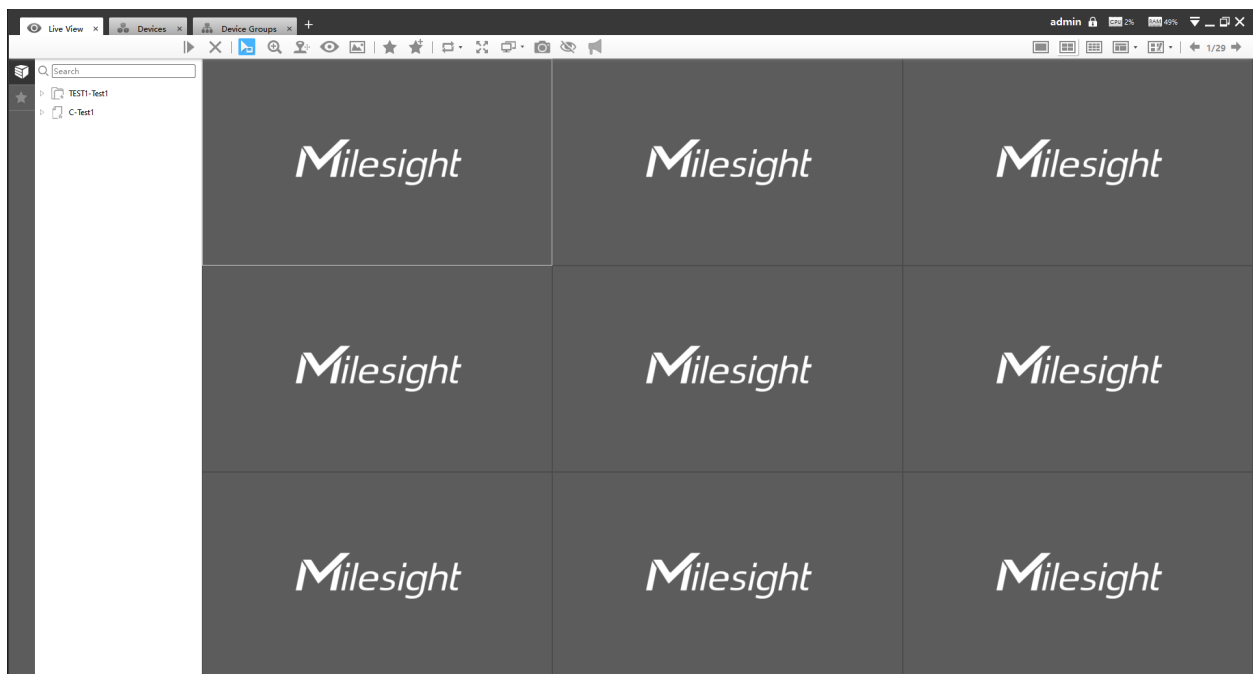 Live View × Devices × Device Groups × + admin CPU 2% RAM 49%
1/29
Search
TEST1-Test1
C-Test1
Milesight Milesight Milesight
Milesight Milesight Milesight
Milesight Milesight Milesight